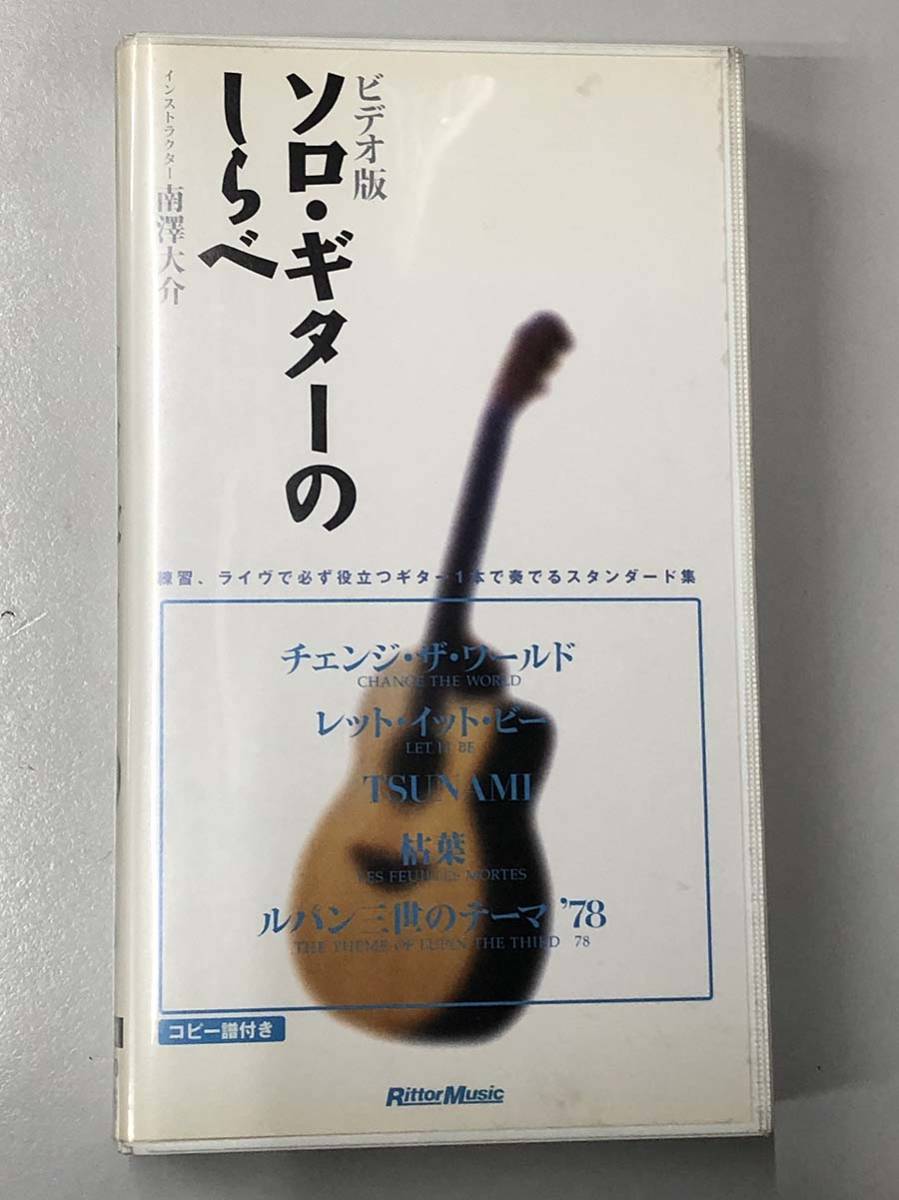 ビデオ版
ソロ・ギターの
しらべ
インストラクター 南澤大介
練習、ライヴで必ず役立つギター1本で奏でるスタンダード集
チェンジ・ザ・ワールド
CHANGE THE WORLD
レット・イット・ビー
LET IT BE
TSUNAMI
枯葉
LES FEUILLES MORTES
ルパン三世のテーマ ’78
THE THEME OF LUPIN THE THIRD 78
コピー譜付き
RittorMusic